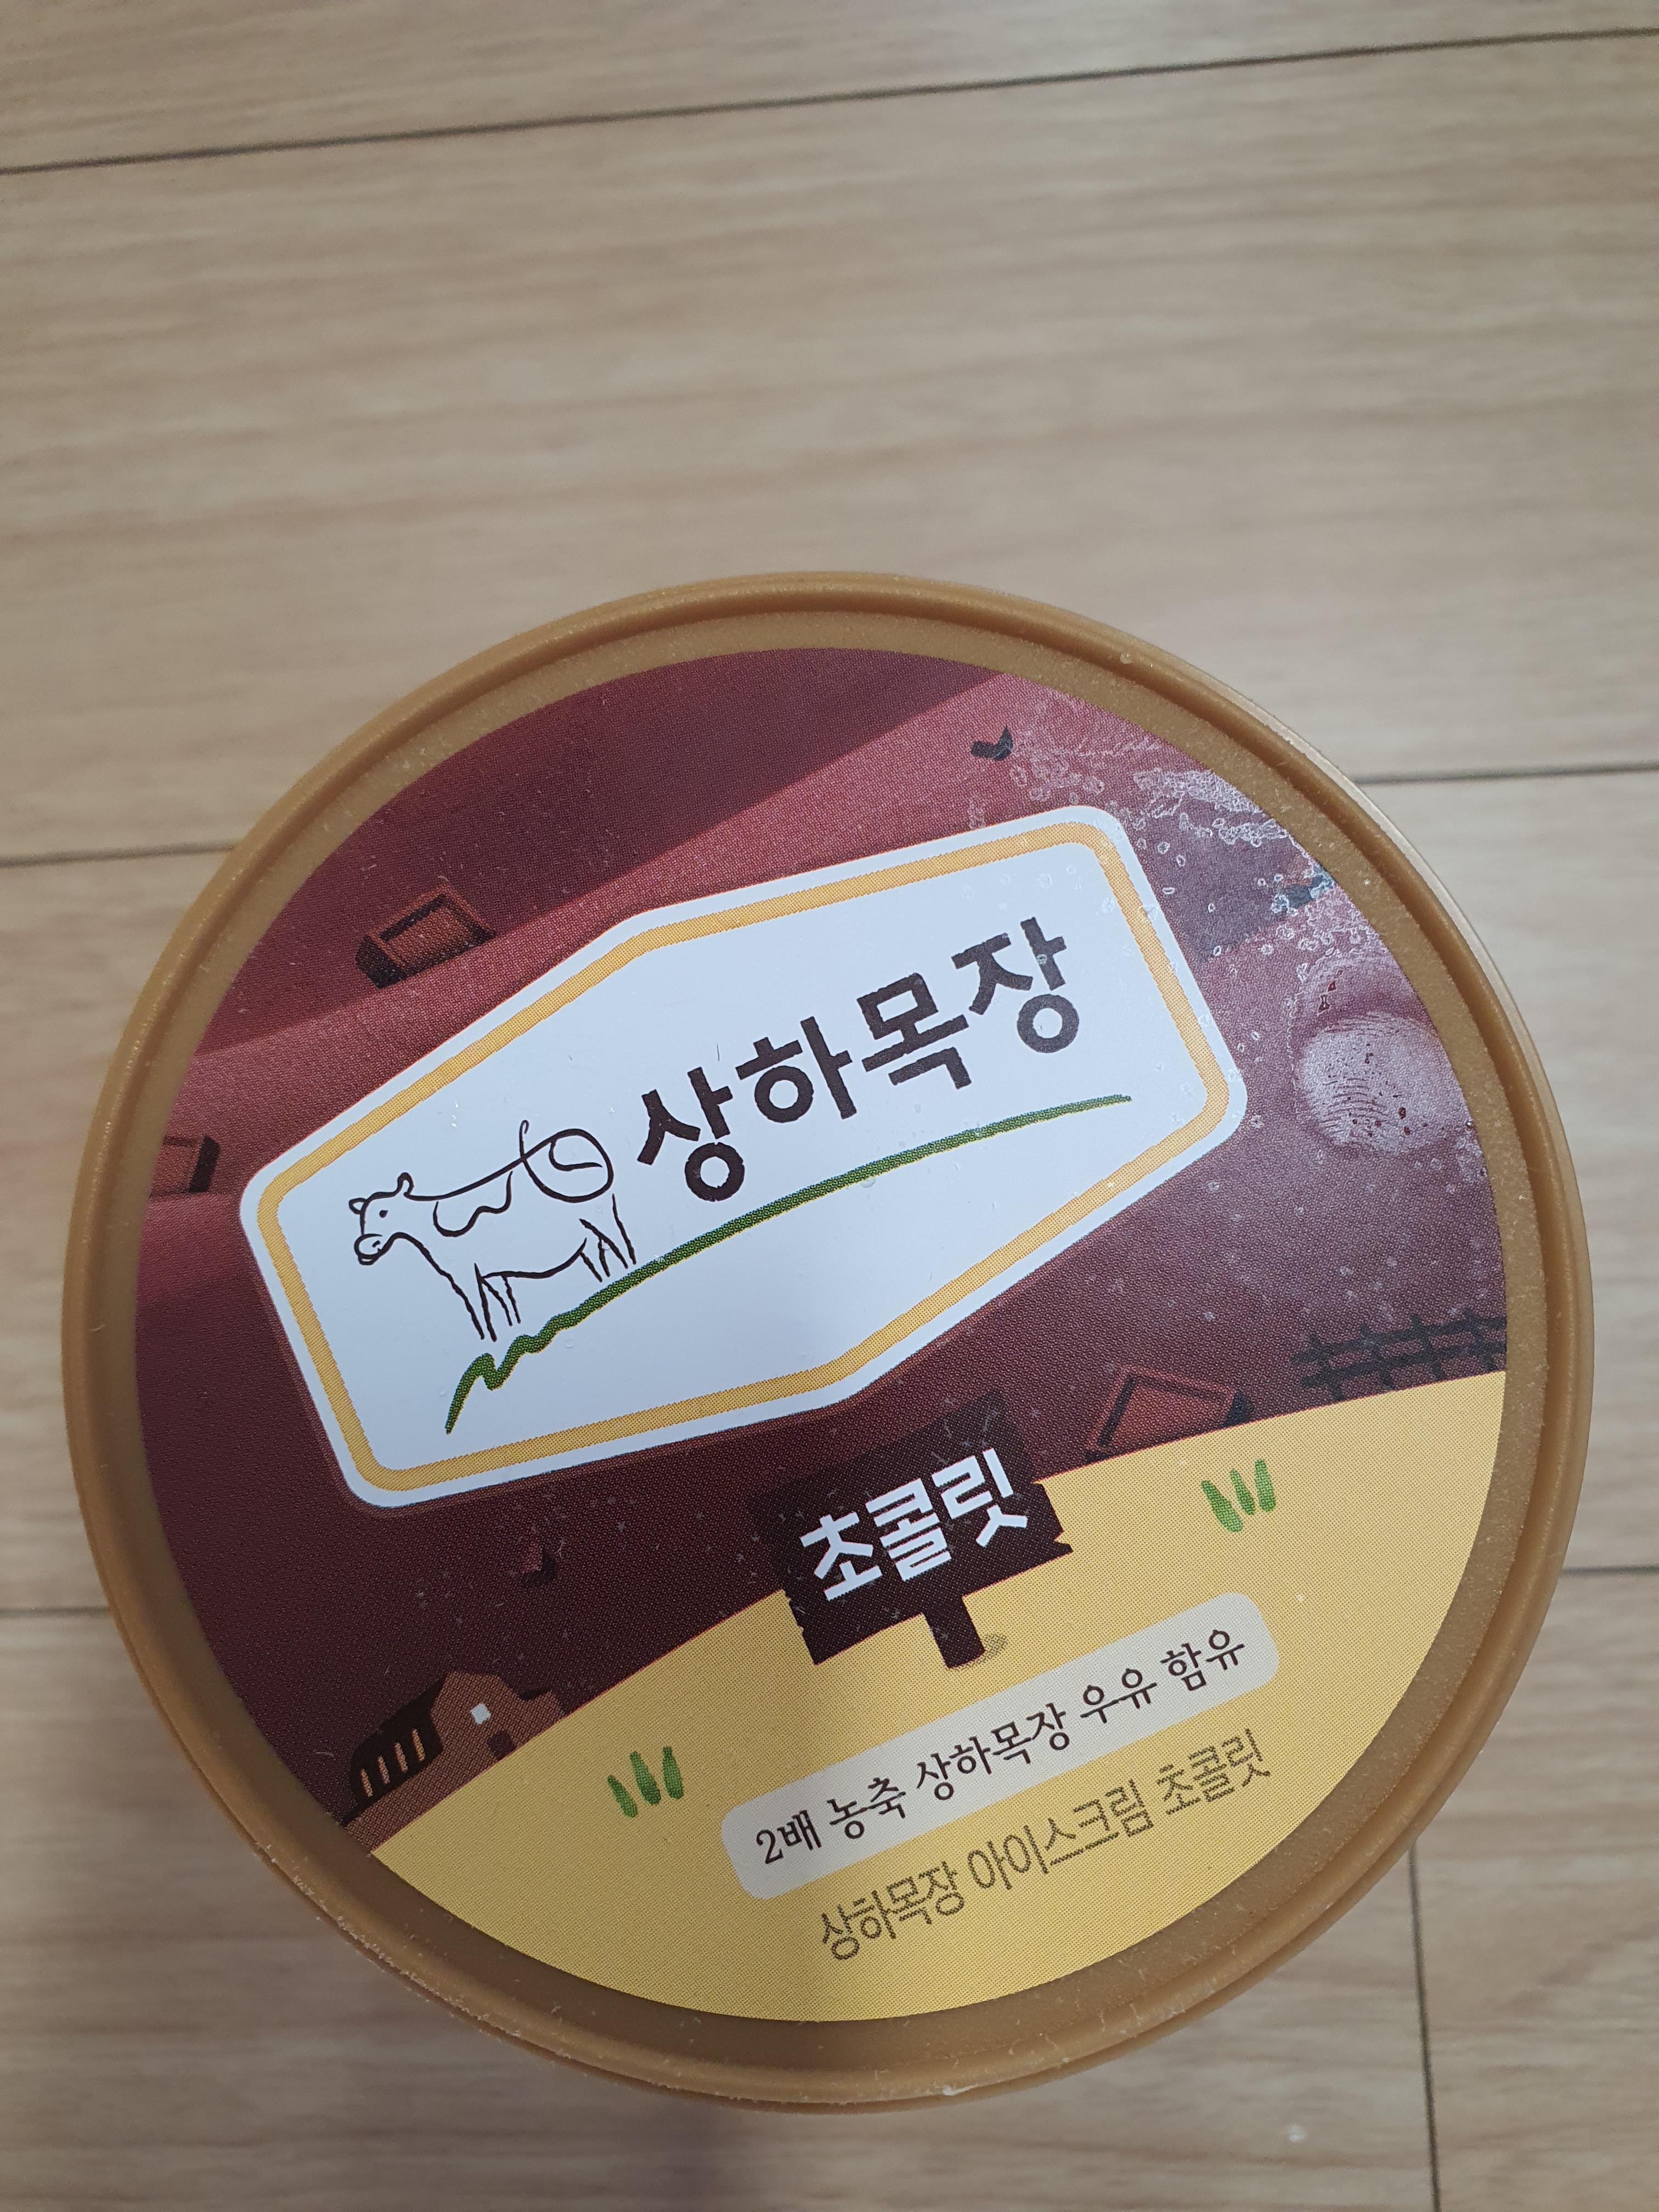 상하목장
초콜릿
2배 농축 상하목장 우유 함유
상하목장 아이스크림 초콜릿